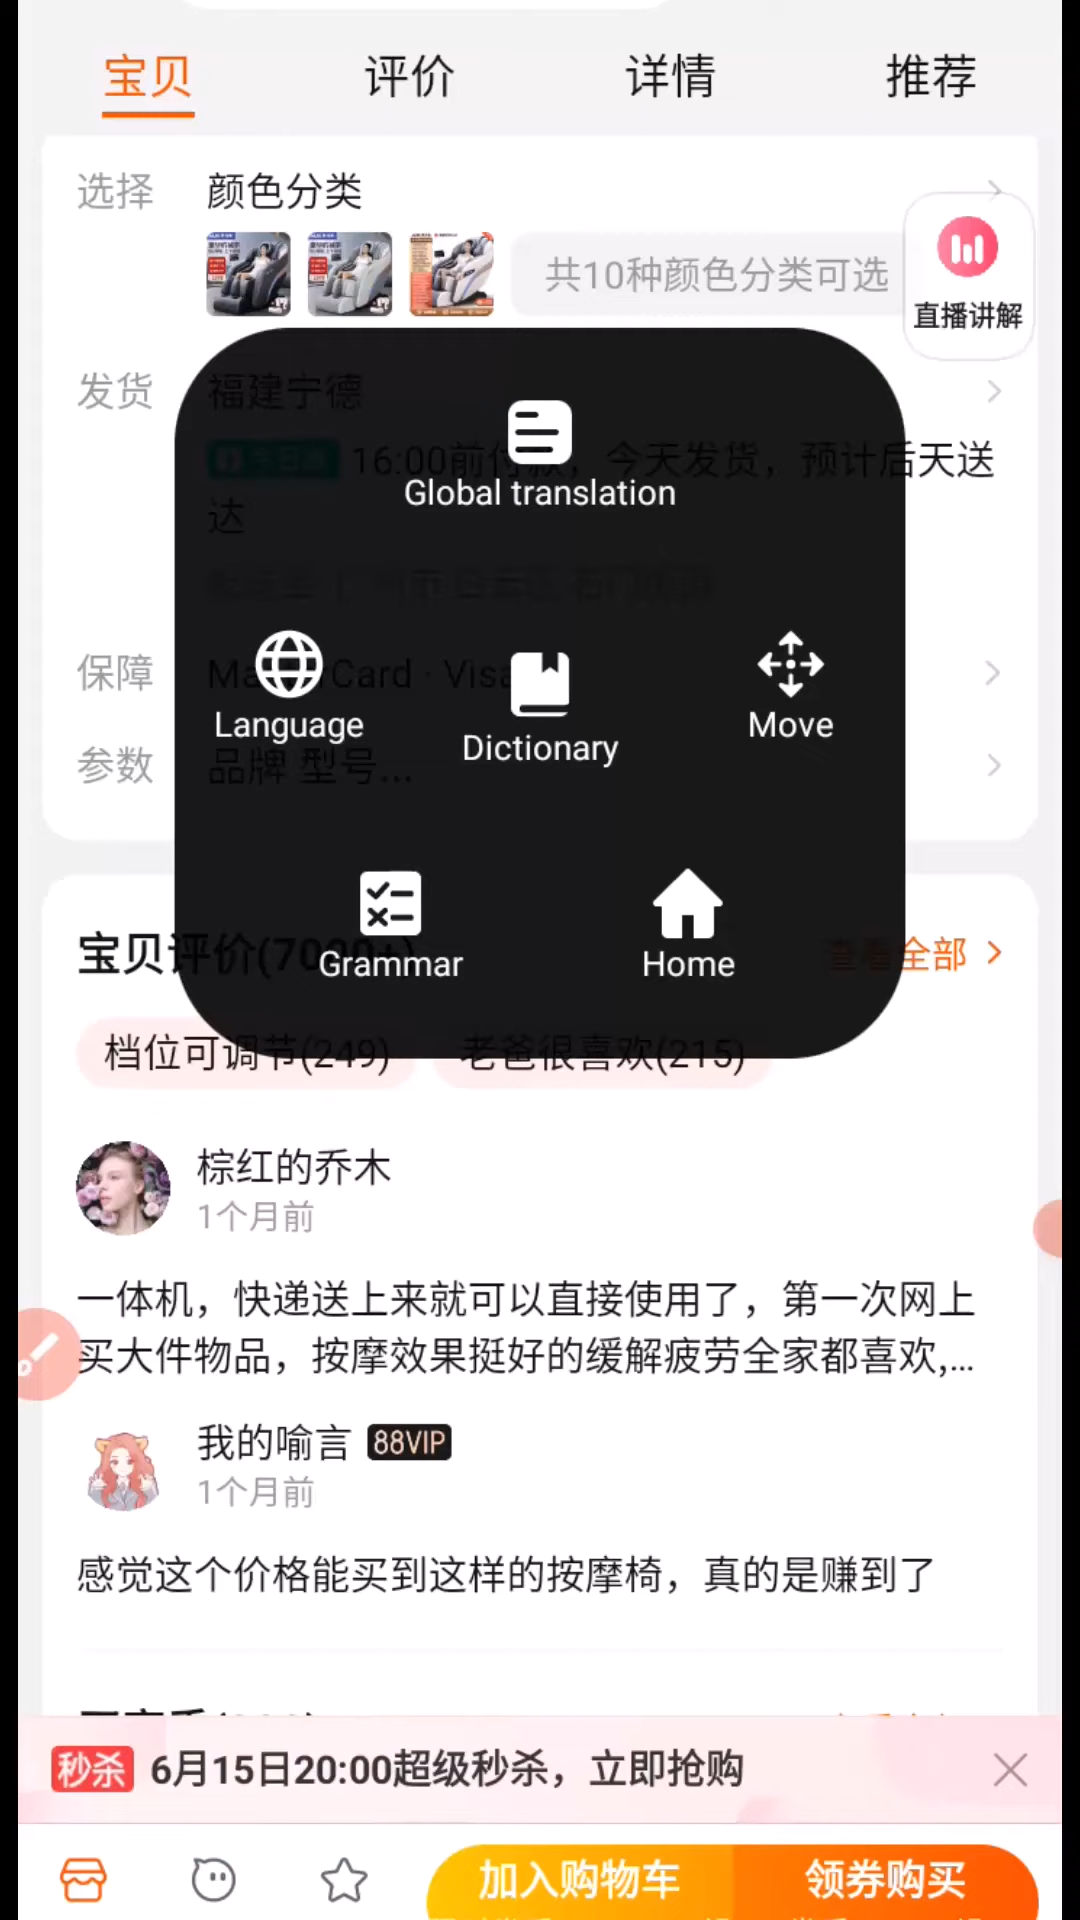 宝贝 评价 详情 推荐
选择 颜色分类
共10种颜色分类可选
直播讲解
发货 福建宁德
16:00前付款，今天发货，预计后天送
达
Global translation
保障 MasterCard · Visa
Language
Dictionary
Move
参数 品牌 型号...
宝贝评价(7000+) 查看全部
Grammar
Home
档位可调节(249) 老爸很喜欢(215)
棕红的乔木
1个月前
一体机，快递送上来就可以直接使用了，第一次网上
买大件物品，按摩效果挺好的缓解疲劳全家都喜欢,...
我的喻言 88VIP
1个月前
感觉这个价格能买到这样的按摩椅，真的是赚到了
秒杀 6月15日20:00超级秒杀，立即抢购
加入购物车 领券购买